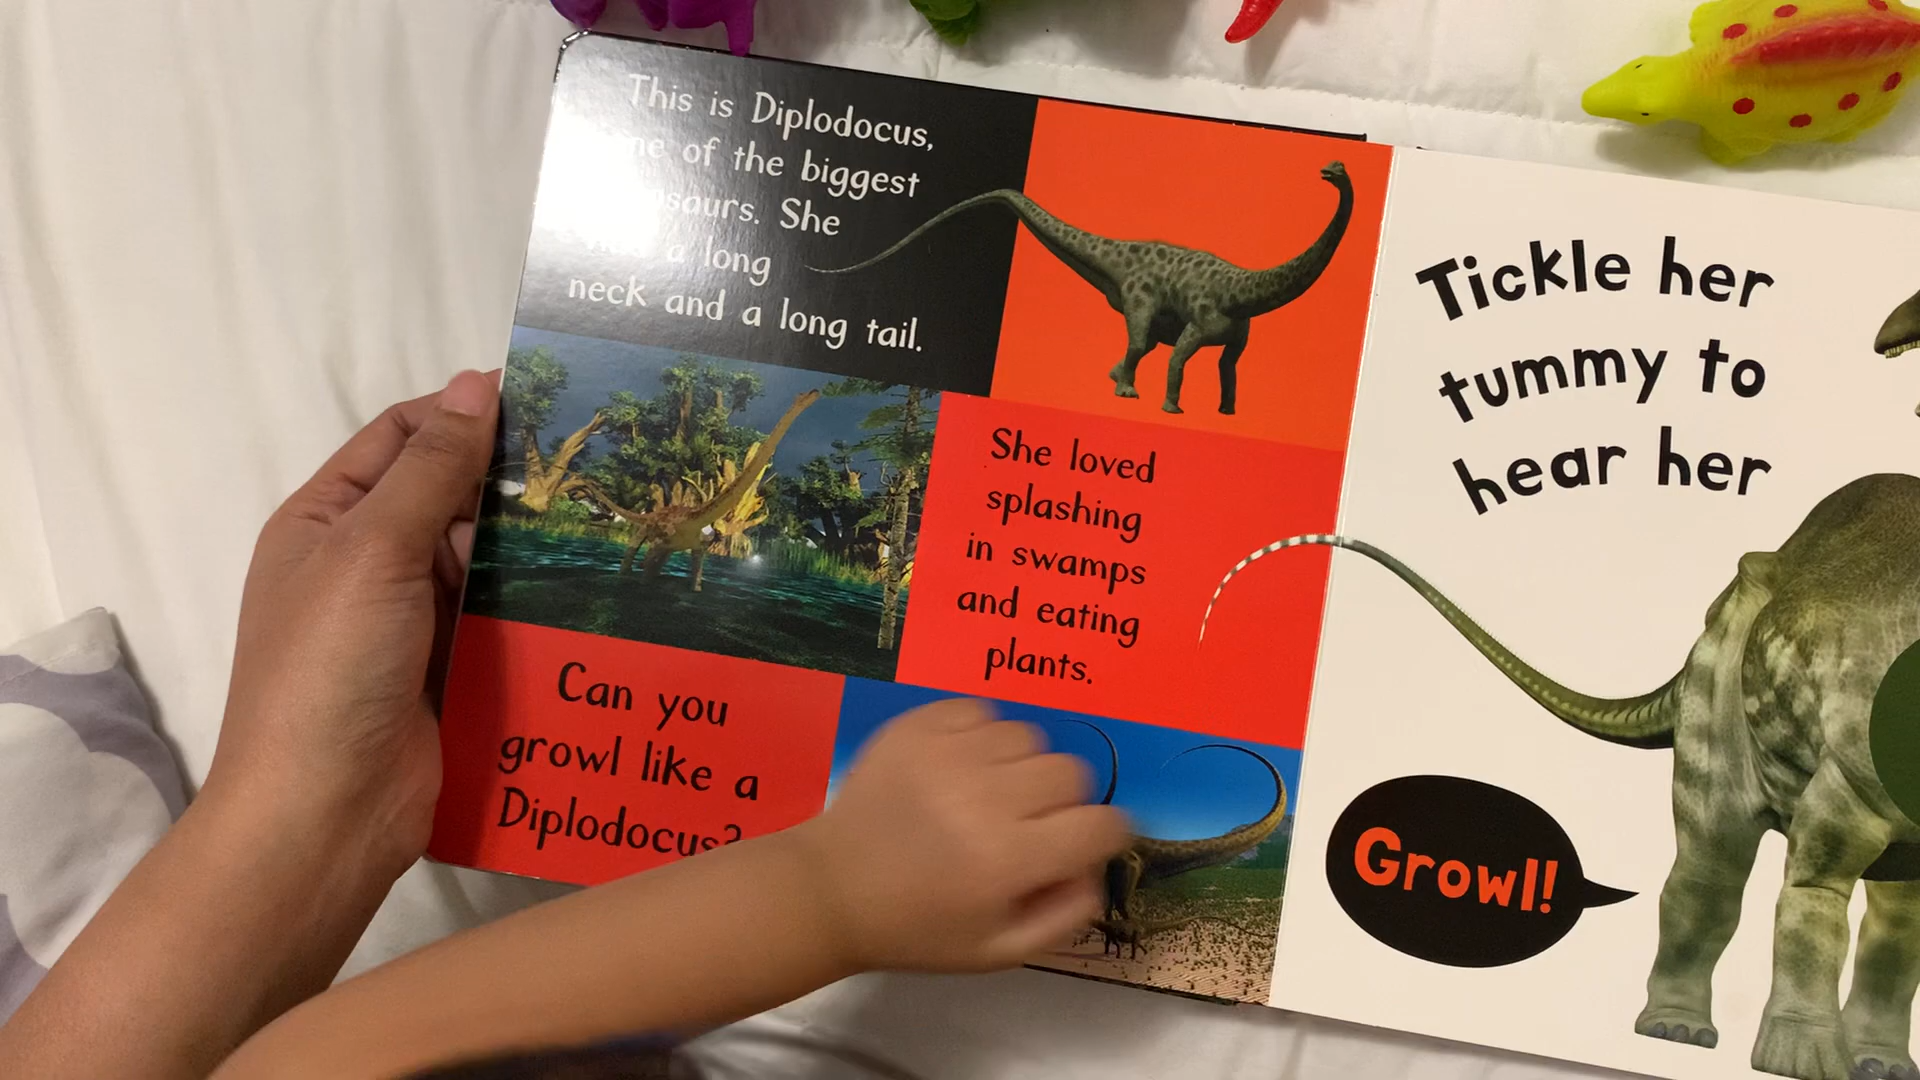 This is Diplodocus,
of the biggest
She
a long
neck and a long tail.
She loved
splashing
in swamps
and eating
plants.
Can you
growl like a
Diplodocus?
Tickle her
tummy to
hear her
Growl!